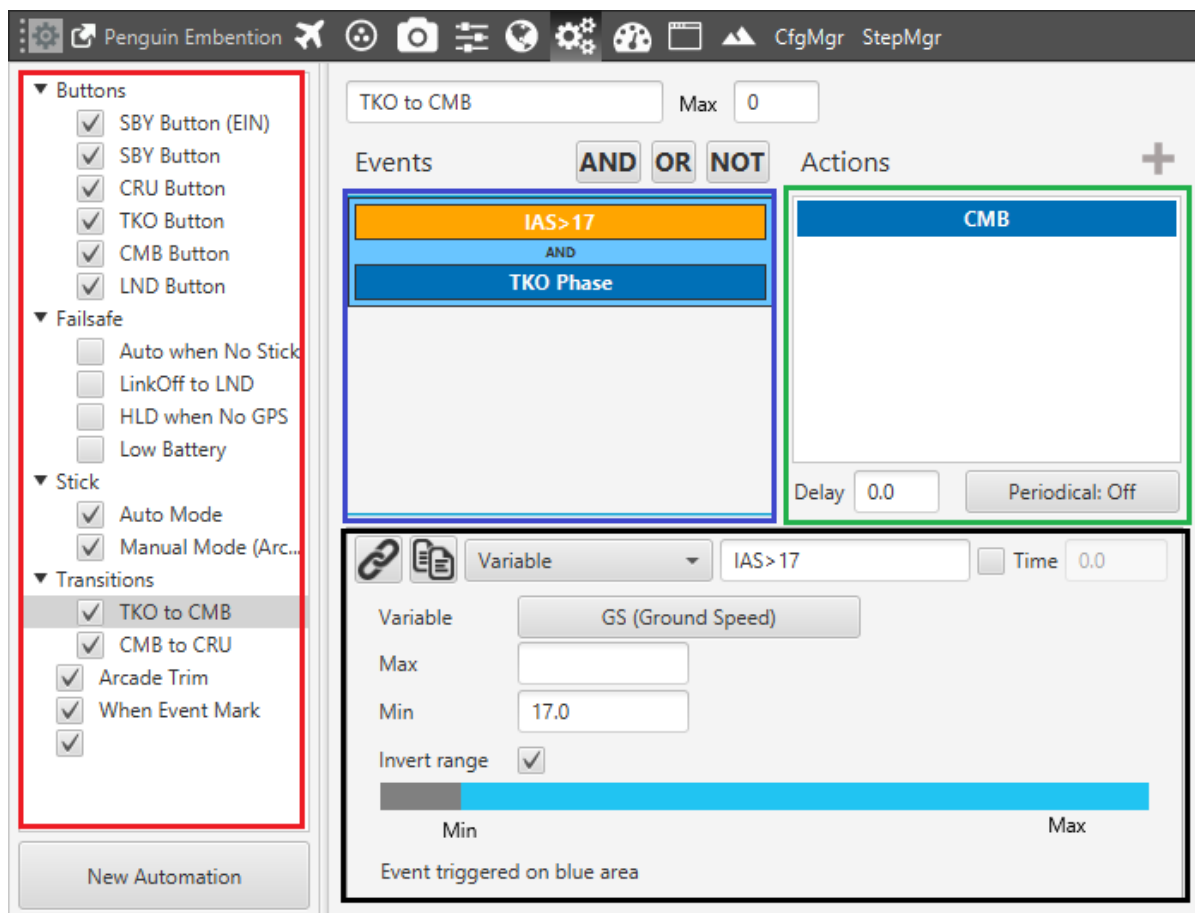 Penguin Embention CfgMgr StepMgr
Buttons
SBY Button (EIN)
SBY Button
CRU Button
TKO Button
CMB Button
LND Button
Failsafe
Auto when No Stick
LinkOff to LND
HLD when No GPS
Low Battery
Stick
Auto Mode
Manual Mode (Arc...
Transitions
TKO to CMB
CMB to CRU
Arcade Trim
When Event Mark
New Automation
TKO to CMB Max 0
Events AND OR NOT Actions
IAS>17
AND
TKO Phase
CMB
Delay 0.0 Periodical: Off
Variable IAS>17 Time 0.0
Variable GS (Ground Speed)
Max
Min 17.0
Invert range
Min Max
Event triggered on blue area